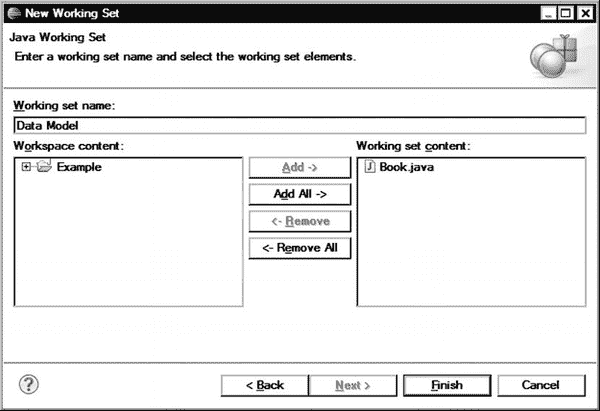 New Working Set
Java Working Set
Enter a working set name and select the working set elements.
Working set name:
Data Model
Workspace content:
Working set content:
Example
Add ->
Book.java
Add All ->
<- Remove
<- Remove All
?
< Back
Next >
Finish
Cancel